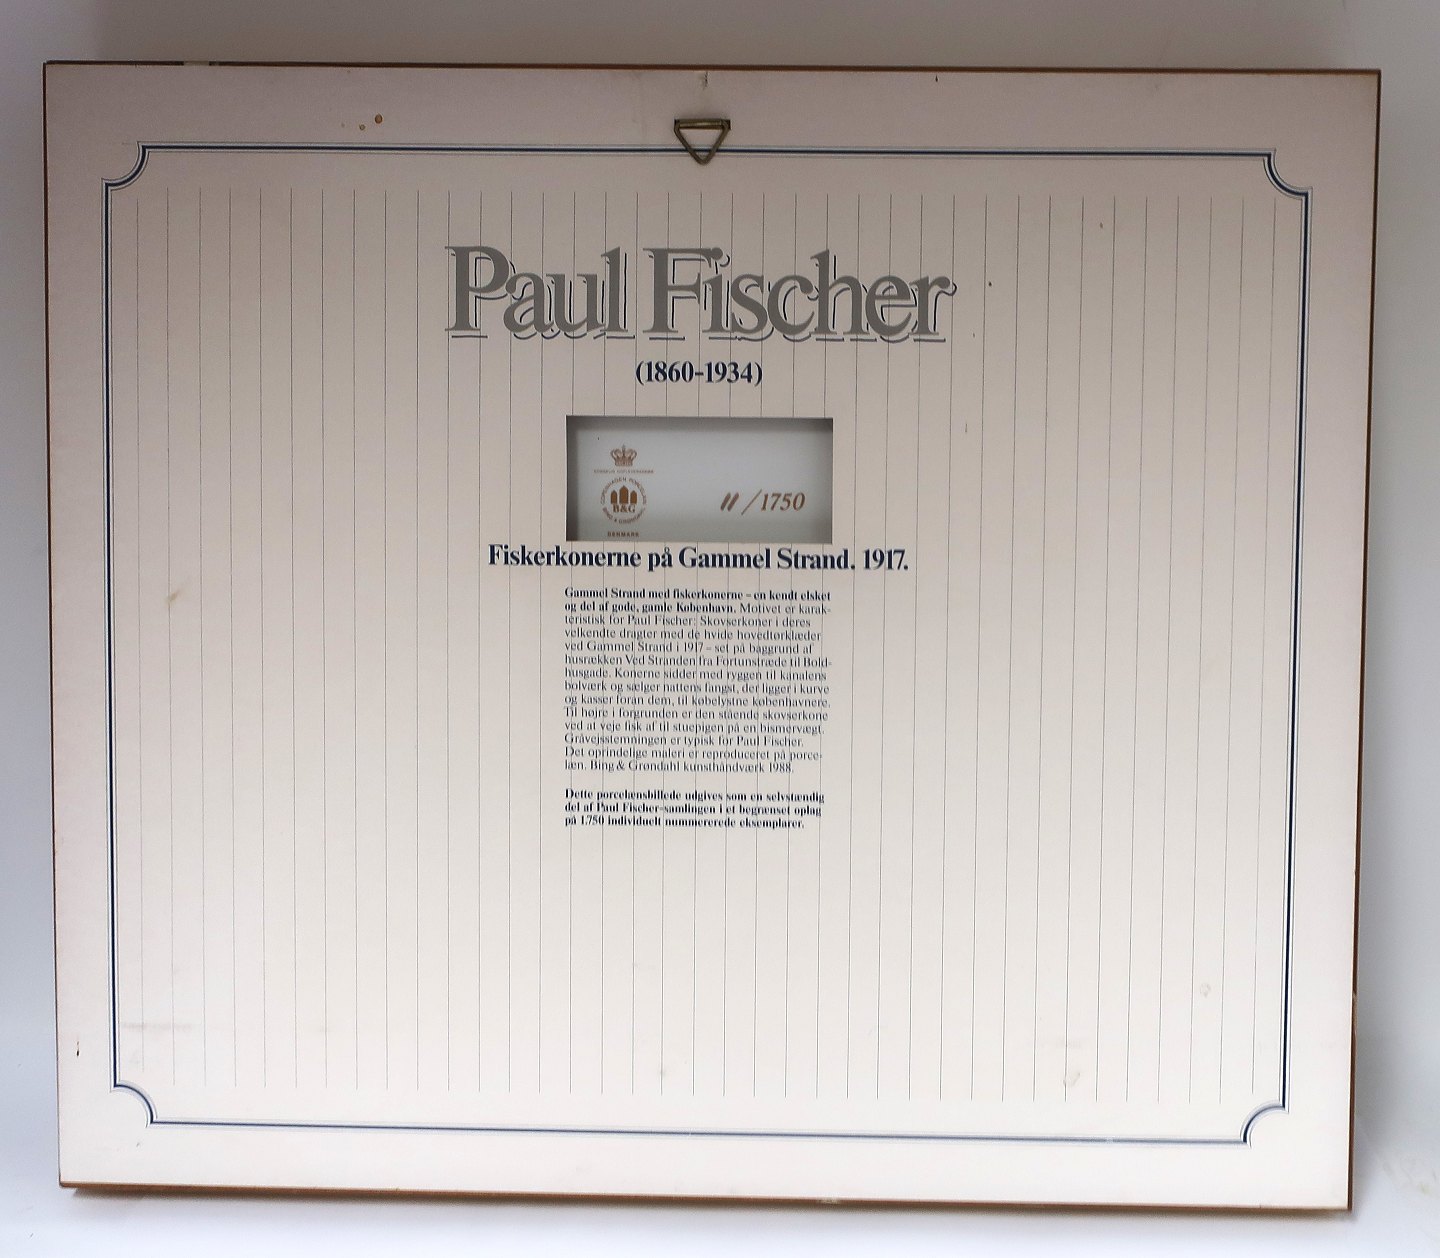 Paul Fischer
(1860-1934)
COPENHAGEN PORCELAIN
B&G
BING & GRØNDAHL
DENMARK
11/1750
Fiskerkonerne på Gammel Strand. 1917.
Gammel Strand med fiskerkonerne – en kendt elsket
og del af gode, gamle København. Motivet er karak-
teristisk for Paul Fischer: Skovserkoner i deres
velkendte dragter med de hvide hovedtørklæder
ved Gammel Strand i 1917 – set på baggrund af
husrækken Ved Stranden fra Fortunstræde til Bold-
husgade. Konerne sidder med ryggen til kanalens
bolværk og sælger nattens fangst, der ligger i kurve
og kasser foran dem, til købelystne københavnere.
Til højre i forgrunden er den stående skovserkone
ved at veje fisk af til stuepigen på en bismervægt.
Gråvejsstemningen er typisk for Paul Fischer.
Det oprindelige maleri er reproduceret på porce-
læn. Bing & Grøndahl kunsthåndværk 1988.
Dette porcelænsbillede udgives som en selvstændig
del af Paul Fischer-samlingen i et begrænset oplag
på 1.750 individuelt nummererede eksemplarer.